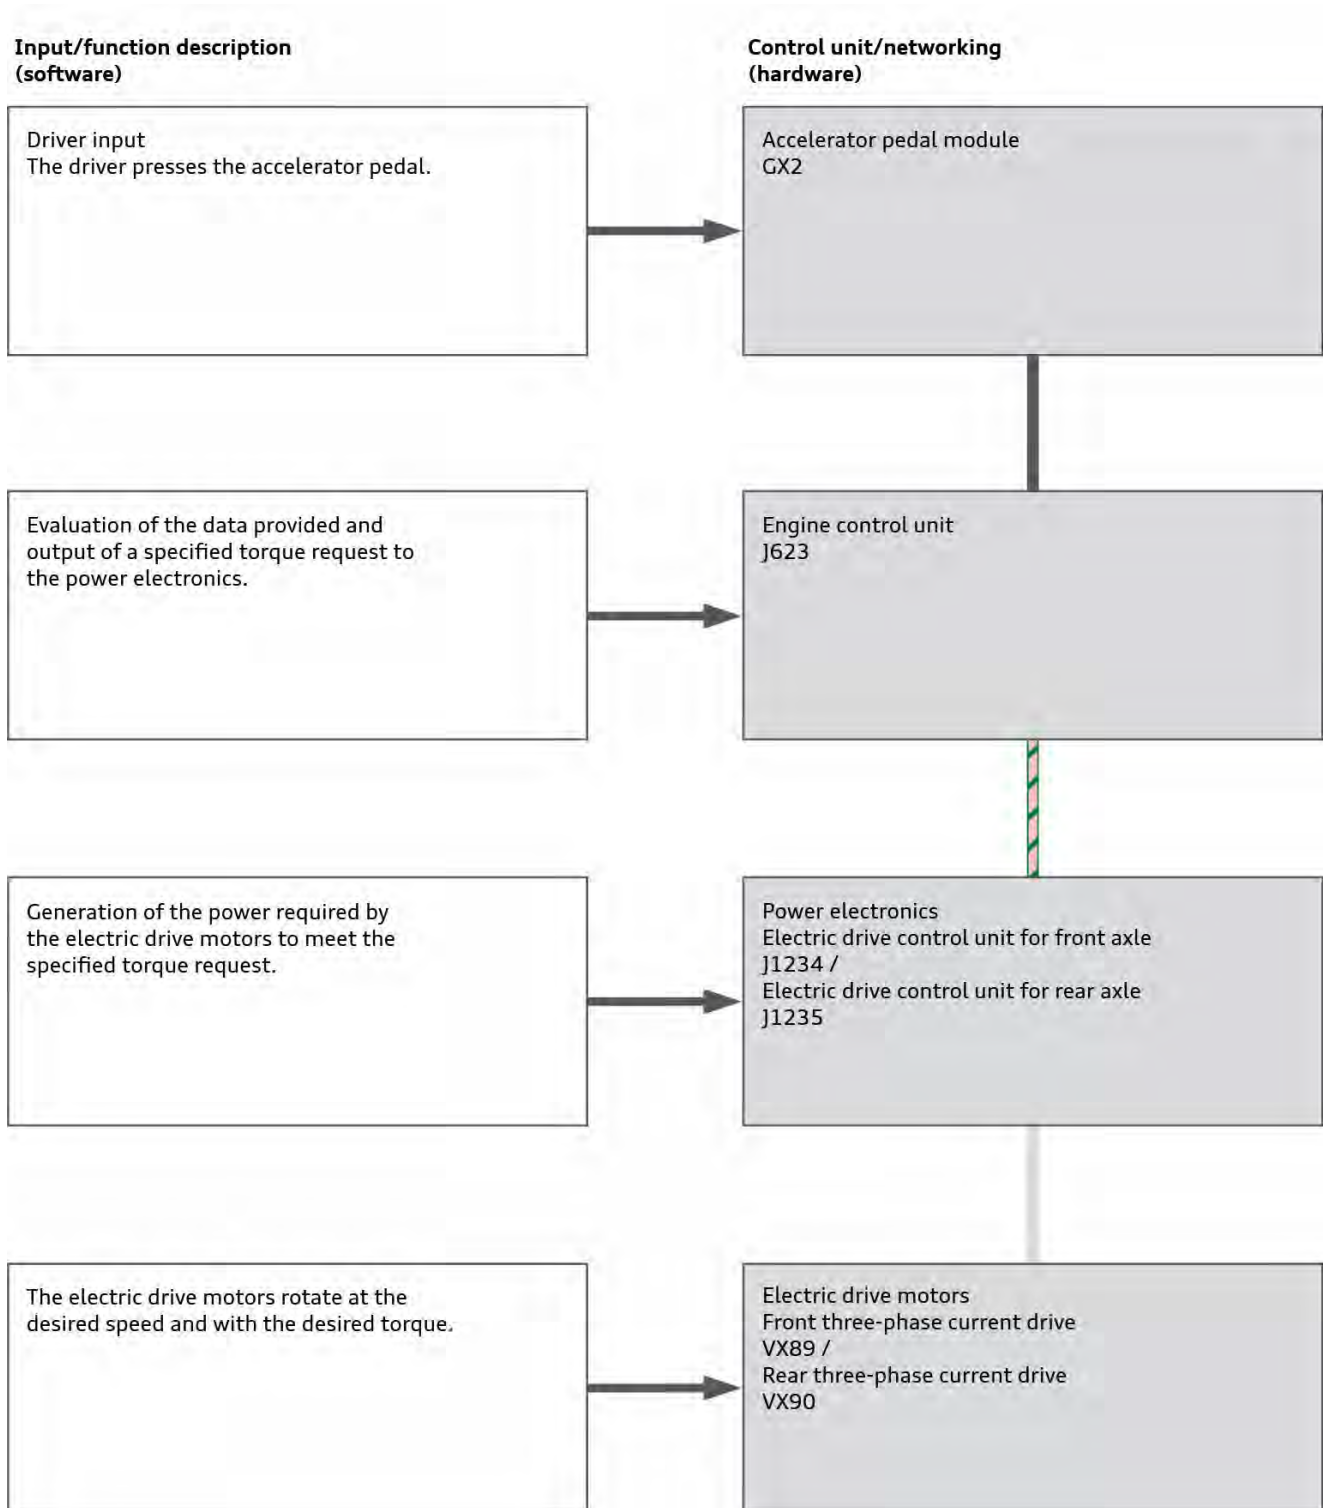 Input/function description
(software)
Control unit/networking
(hardware)
Driver input
The driver presses the accelerator pedal.
Accelerator pedal module
GX2
Evaluation of the data provided and
output of a specified torque request to
the power electronics.
Engine control unit
J623
Generation of the power required by
the electric drive motors to meet the
specified torque request.
Power electronics
Electric drive control unit for front axle
J1234 /
Electric drive control unit for rear axle
J1235
The electric drive motors rotate at the
desired speed and with the desired torque.
Electric drive motors
Front three-phase current drive
VX89 /
Rear three-phase current drive
VX90